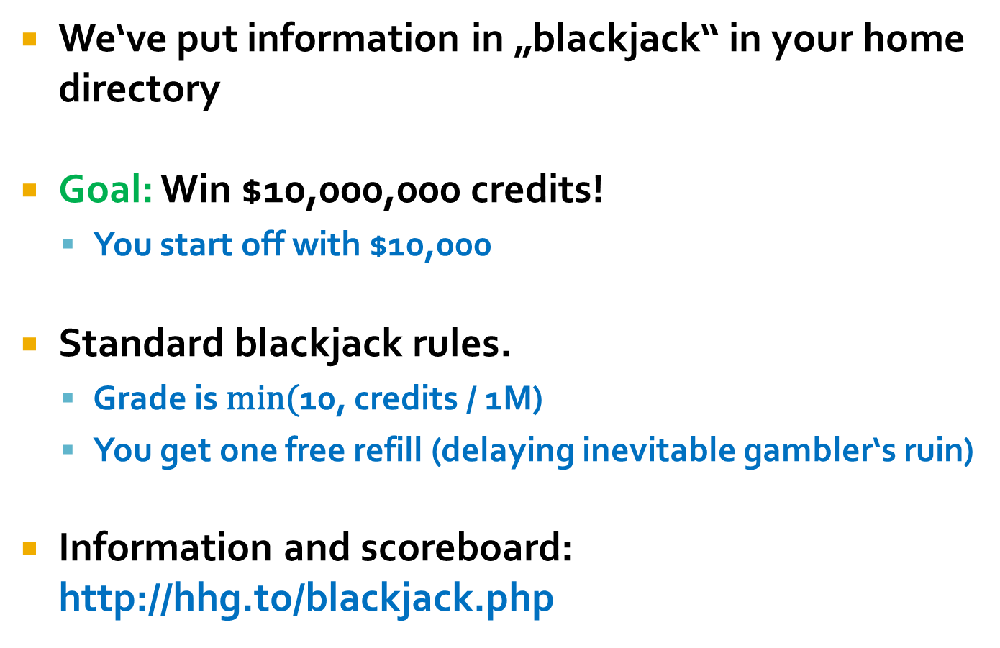 We‘ve put information in „blackjack“ in your home
directory
Goal: Win $10,000,000 credits!
You start off with $10,000
Standard blackjack rules.
Grade is min(10, credits / 1M)
You get one free refill (delaying inevitable gambler‘s ruin)
Information and scoreboard:
http://hhg.to/blackjack.php